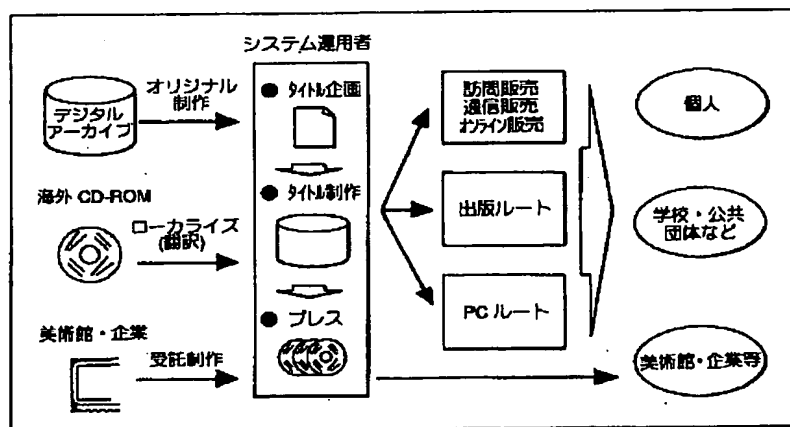 システム運用者
デジタル
アーカイブ
オリジナル
制作
● タイトル企画
海外 CD-ROM
ローカライズ
(翻訳)
● タイトル制作
美術館・企業
受託制作
● プレス
訪問販売
通信販売
オンライン販売
出版ルート
PC ルート
個人
学校・公共
団体など
美術館・企業等